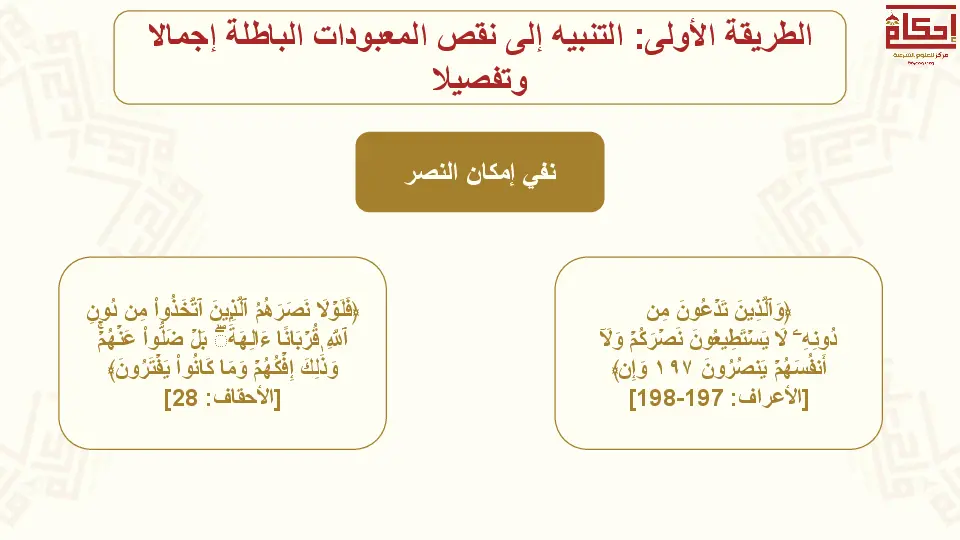 إحكام
مركز للعلوم الشرعية
الطريقة الأولى: التنبيه إلى نقص المعبودات الباطلة إجمالا
وتفصيلا
نفي إمكان النصر
﴿وَٱلَّذِينَ تَدۡعُونَ مِن
دُونِهِۦ لَا يَسۡتَطِيعُونَ نَصۡرَكُمۡ وَلَآ
أَنفُسَهُمۡ يَنصُرُونَ ١٩٧ وَإِن﴾
[الأعراف: 197-198]
﴿فَلَوۡلَا نَصَرَهُمُ ٱلَّذِينَ ٱتَّخَذُواْ مِن دُونِ
ٱللَّهِ قُرۡبَانًا ءَالِهَةَۢۖ بَلۡ ضَلُّواْ عَنۡهُمۡۚ
وَذَٰلِكَ إِفۡكُهُمۡ وَمَا كَانُواْ يَفۡتَرُونَ﴾
[الأحقاف: 28]